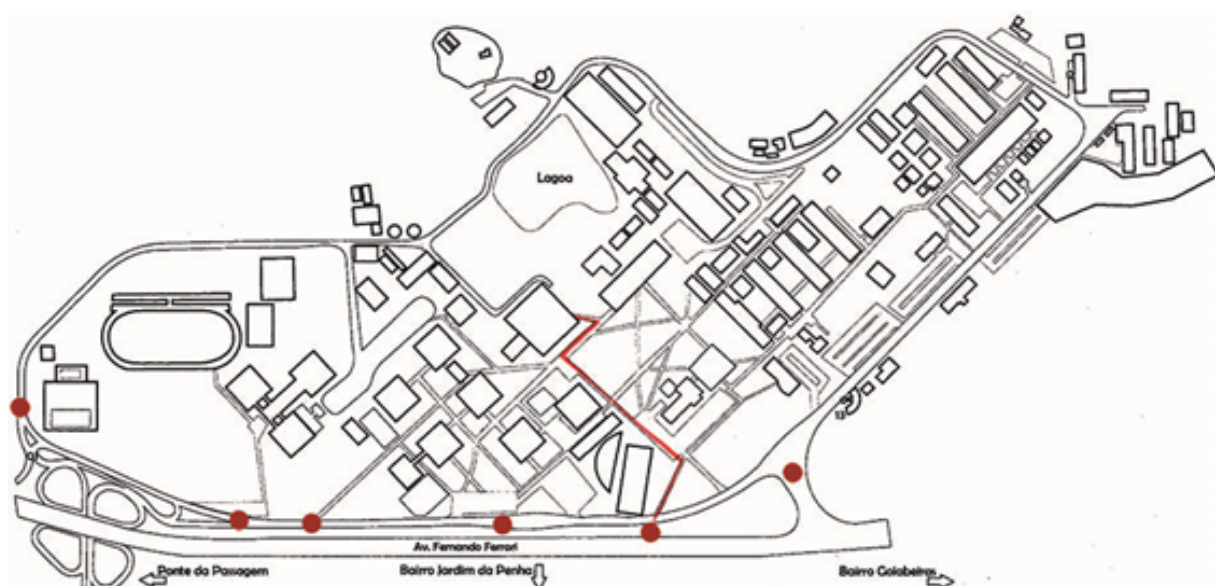 Lagoa
Av. Fernando Ferrari
Ponte da Passagem
Bairro Jardim da Penha
Bairro Goiabeiras